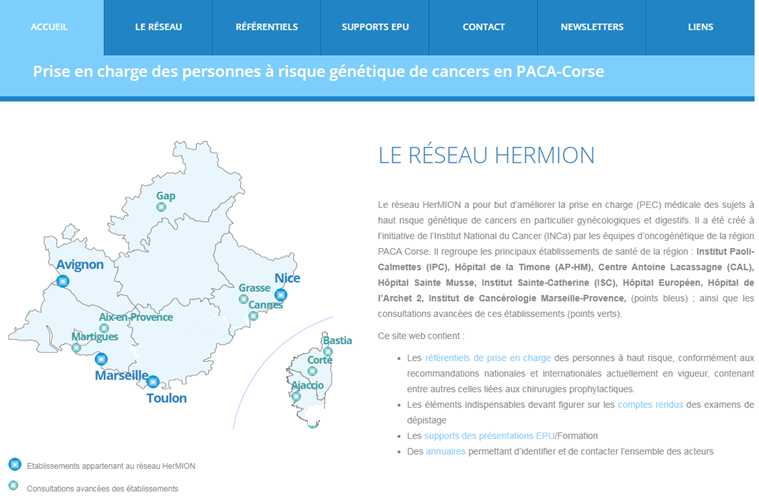 ACCUEIL
LE RÉSEAU
RÉFÉRENTIELS
SUPPORTS EPU
CONTACT
NEWSLETTERS
LIENS
Prise en charge des personnes à risque génétique de cancers en PACA-Corse
Gap
Avignon
Nice
Grasse
Cannes
Aix-en-Provence
Martigues
Marseille
Toulon
Bastia
Corte
Ajaccio
Etablissements appartenant au réseau HerMION
Consultations avancées des établissements
LE RÉSEAU HERMION
Le réseau HerMION a pour but d'améliorer la prise en charge (PEC) médicale des sujets à
haut risque génétique de cancers en particulier gynécologiques et digestifs. Il a été créé à
l'initiative de l'Institut National du Cancer (INCa) par les équipes d'oncogénétique de la région
PACA Corse. Il regroupe les principaux établissements de santé de la région : Institut Paoli-
Calmettes (IPC), Hôpital de la Timone (AP-HM), Centre Antoine Lacassagne (CAL),
Hôpital Sainte Musse, Institut Sainte-Catherine (ISC), Hôpital Européen, Hôpital de
l'Archet 2, Institut de Cancérologie Marseille-Provence, (points bleus) ; ainsi que les
consultations avancées de ces établissements (points verts).
Ce site web contient :
• Les référentiels de prise en charge des personnes à haut risque, conformément aux
recommandations nationales et internationales actuellement en vigueur, contenant
entre autres celles liées aux chirurgies prophylactiques.
• Les éléments indispensables devant figurer sur les comptes rendus des examens de
dépistage
• Les supports des présentations EPU/Formation
• Des annuaires permettant d'identifier et de contacter l'ensemble des acteurs